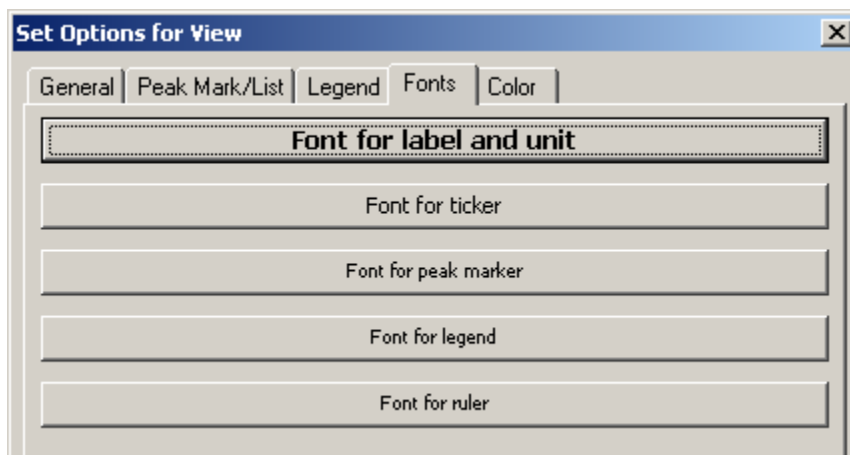 Set Options for View
General Peak Mark/List Legend Fonts Color
Font for label and unit
Font for ticker
Font for peak marker
Font for legend
Font for ruler